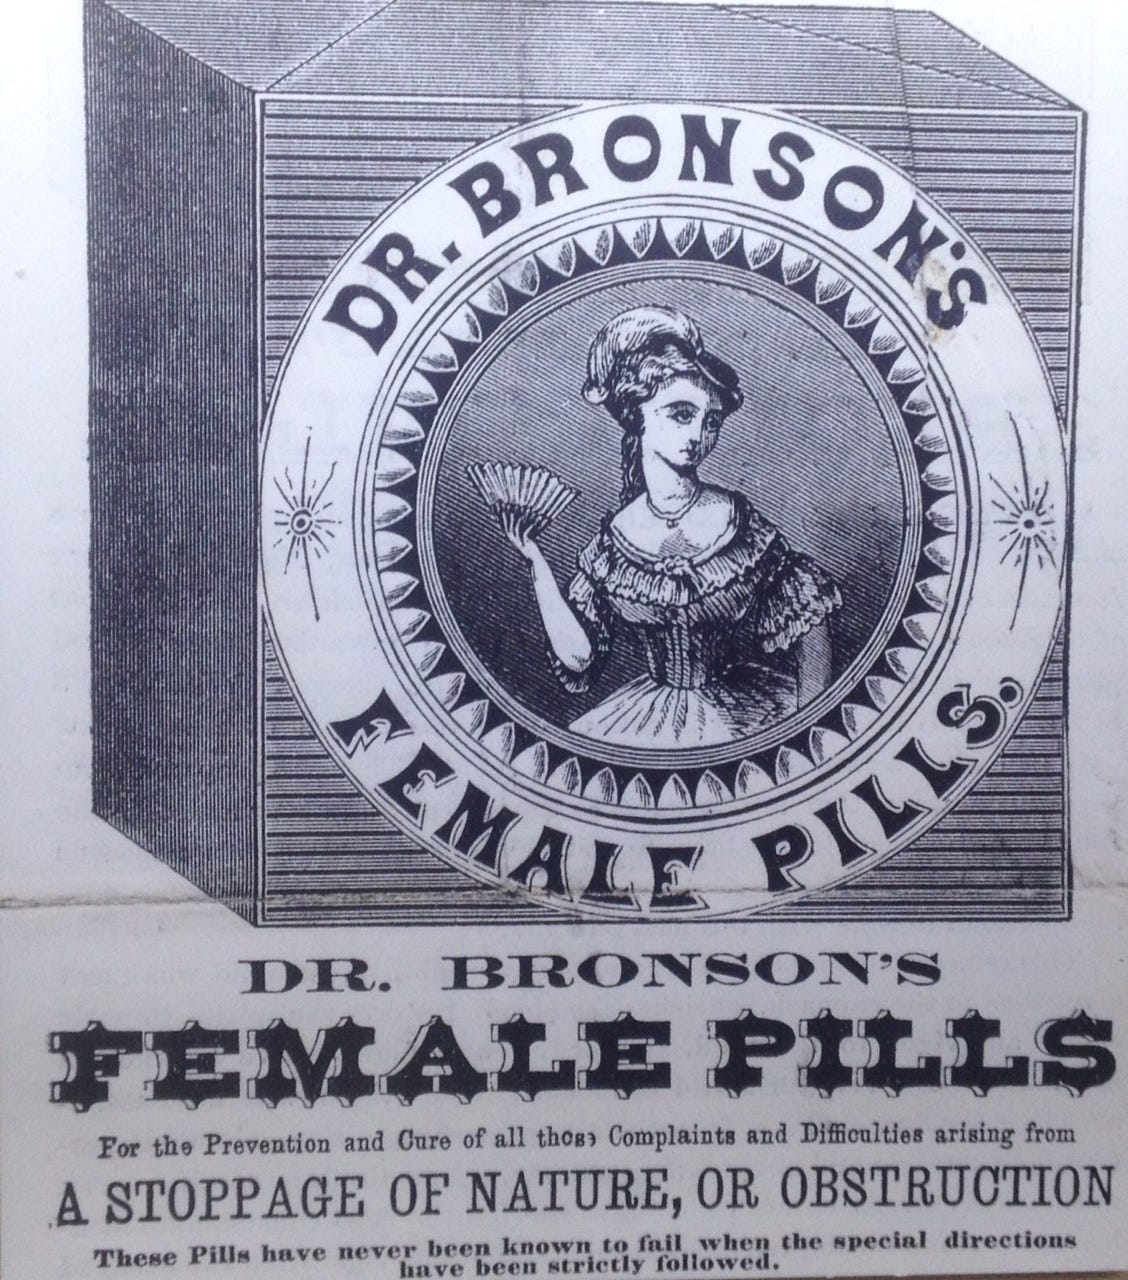 DR. BRONSON'S
FEMALE PILLS.
DR. BRONSON'S
FEMALE PILLS
For the Prevention and Cure of all those Complaints and Difficulties arising from
A STOPPAGE OF NATURE, OR OBSTRUCTION
These Pills have never been known to fail when the special directions
have been strictly followed.